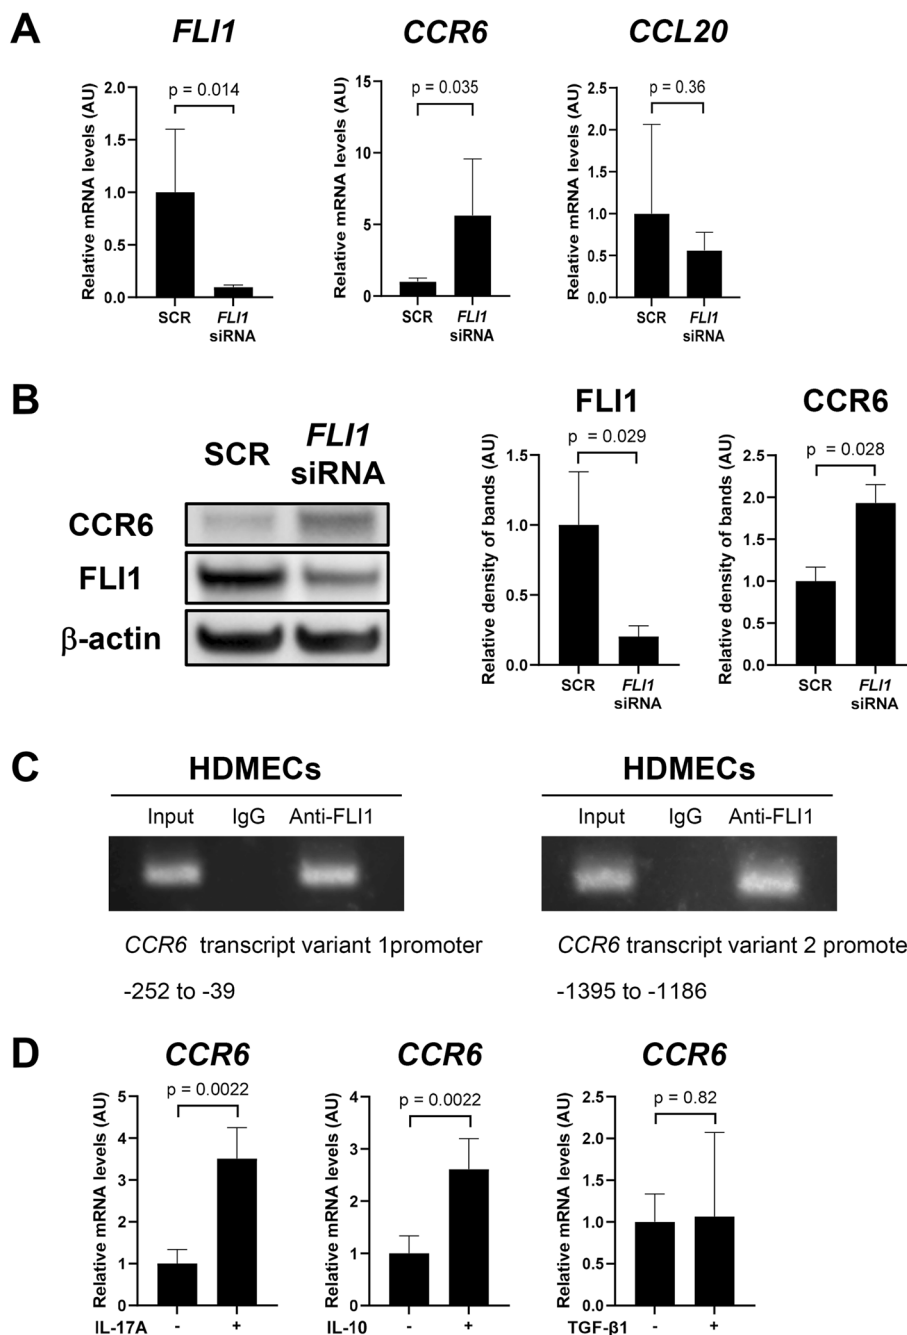 A
FLI1
CCR6
CCL20
Relative mRNA levels (AU)
2.0
1.5
1.0
0.5
0.0
p = 0.014
SCR
FLI1
siRNA
Relative mRNA levels (AU)
15
10
5
0
p = 0.035
SCR
FLI1
siRNA
Relative mRNA levels (AU)
2.5
2.0
1.5
1.0
0.5
0.0
p = 0.36
SCR
FLI1
siRNA
B
SCR
FLI1
siRNA
CCR6
FLI1
β-actin
FLI1
Relative density of bands (AU)
1.5
1.0
0.5
0.0
p = 0.029
SCR
FLI1
siRNA
CCR6
Relative density of bands (AU)
2.5
2.0
1.5
1.0
0.5
0.0
p = 0.028
SCR
FLI1
siRNA
C
HDMECs
Input IgG Anti-FLI1
CCR6 transcript variant 1promoter
-252 to -39
HDMECs
Input IgG Anti-FLI1
CCR6 transcript variant 2 promote
-1395 to -1186
D
CCR6
Relative mRNA levels (AU)
5
4
3
2
1
0
p = 0.0022
IL-17A - +
CCR6
Relative mRNA levels (AU)
4
3
2
1
0
p = 0.0022
IL-10 - +
CCR6
Relative mRNA levels (AU)
2.5
2.0
1.5
1.0
0.5
0.0
p = 0.82
TGF-β1 - +